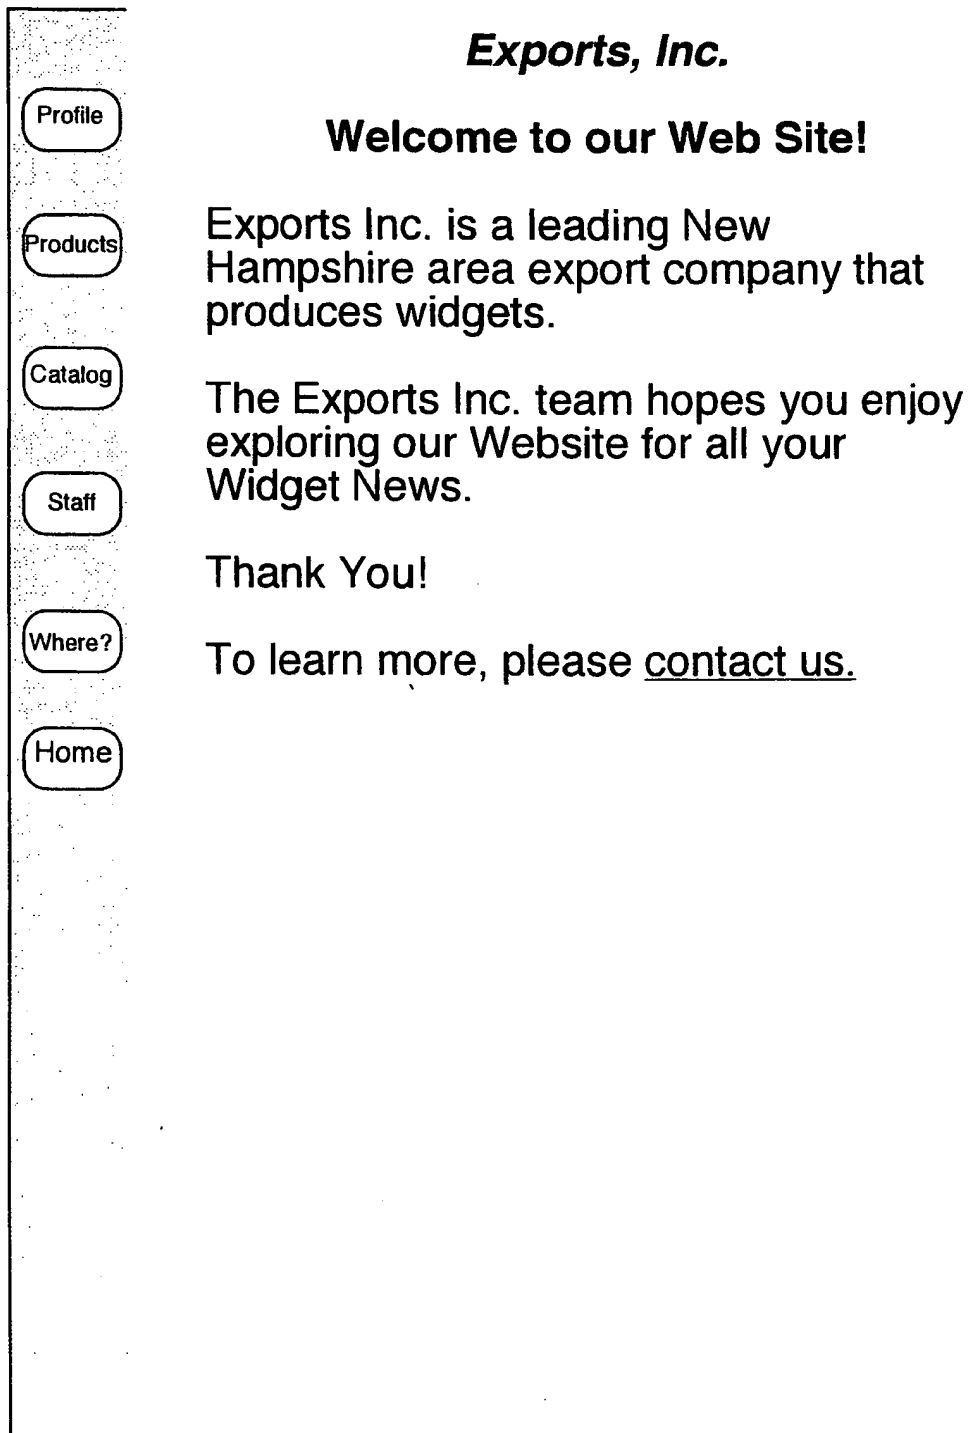 Exports, Inc.
Welcome to our Web Site!
Profile
Products
Catalog
Staff
Where?
Home
Exports Inc. is a leading New
Hampshire area export company that
produces widgets.
The Exports Inc. team hopes you enjoy
exploring our Website for all your
Widget News.
Thank You!
To learn more, please contact us.